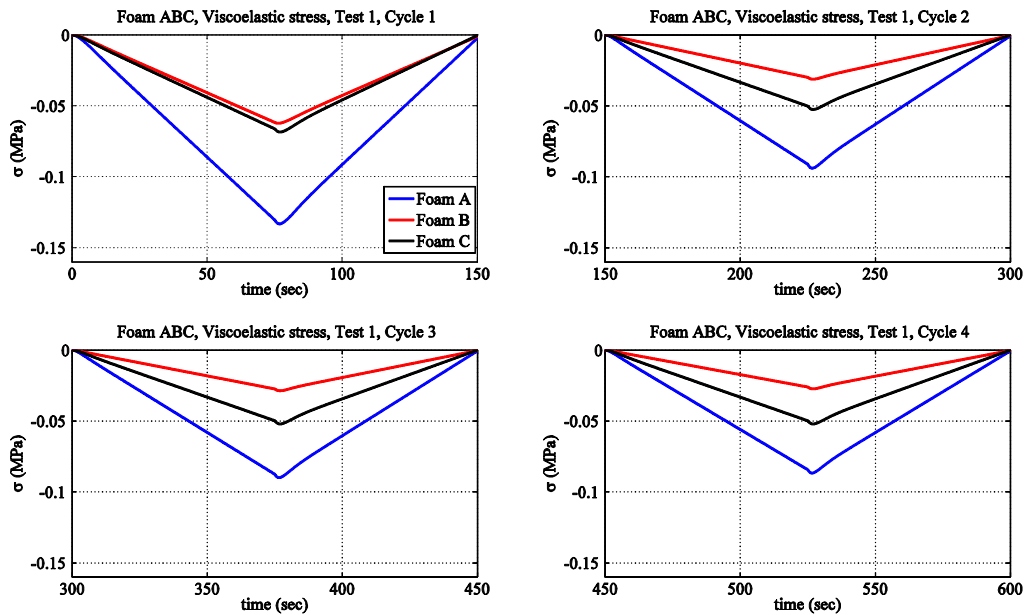 Foam ABC, Viscoelastic stress, Test 1, Cycle 1
0
-0.05
-0.1
-0.15
σ (MPa)
Foam A
Foam B
Foam C
0 50 100 150
time (sec)
Foam ABC, Viscoelastic stress, Test 1, Cycle 2
0
-0.05
-0.1
-0.15
σ (MPa)
150 200 250 300
time (sec)
Foam ABC, Viscoelastic stress, Test 1, Cycle 3
0
-0.05
-0.1
-0.15
σ (MPa)
300 350 400 450
time (sec)
Foam ABC, Viscoelastic stress, Test 1, Cycle 4
0
-0.05
-0.1
-0.15
σ (MPa)
450 500 550 600
time (sec)